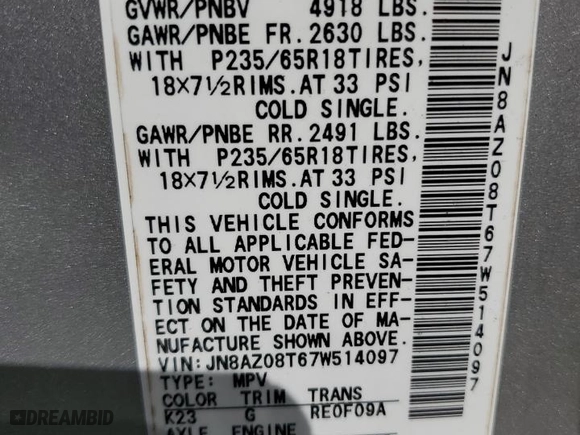 GVWR/PNBV 4918 LBS.
GAWR/PNBE FR.2630 LBS.
WITH P235/65R18TIRES,
18×7½RIMS.AT 33 PSI
COLD SINGLE.
GAWR/PNBE RR.2491 LBS.
WITH P235/65R18TIRES,
18×7½RIMS.AT 33 PSI
COLD SINGLE.
THIS VEHICLE CONFORMS
TO ALL APPLICABLE FED-
ERAL MOTOR VEHICLE SA-
FETY AND THEFT PREVEN-
TION STANDARDS IN EFF-
ECT ON THE DATE OF MA-
NUFACTURE SHOWN ABOVE.
VIN:JN8AZ08T67W514097
TYPE: MPV
COLOR TRIM TRANS
K23 G RE0F09A
AXLE ENGINE
JN8AZ08T67W514097
DREAMBID